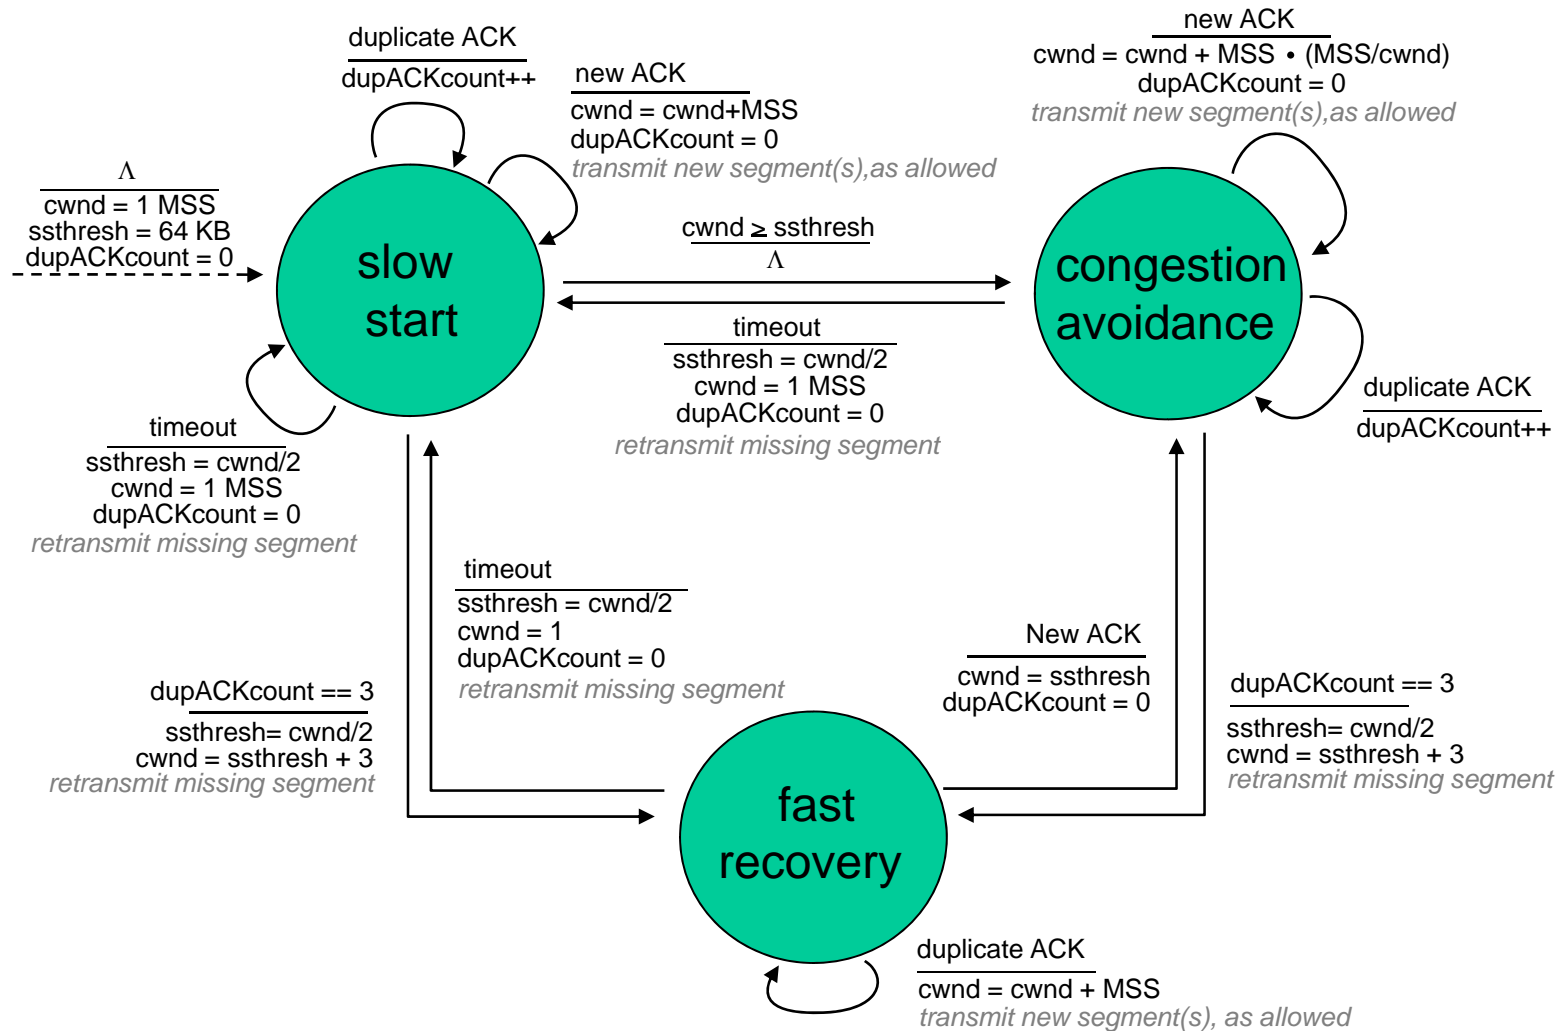 duplicate ACK
dupACKcount++
new ACK
cwnd = cwnd+MSS
dupACKcount = 0
transmit new segment(s),as allowed
new ACK
cwnd = cwnd + MSS • (MSS/cwnd)
dupACKcount = 0
transmit new segment(s),as allowed
Λ
cwnd = 1 MSS
ssthresh = 64 KB
dupACKcount = 0
slow
start
cwnd ≥ ssthresh
Λ
timeout
ssthresh = cwnd/2
cwnd = 1 MSS
dupACKcount = 0
retransmit missing segment
congestion
avoidance
duplicate ACK
dupACKcount++
timeout
ssthresh = cwnd/2
cwnd = 1 MSS
dupACKcount = 0
retransmit missing segment
timeout
ssthresh = cwnd/2
cwnd = 1
dupACKcount = 0
retransmit missing segment
New ACK
cwnd = ssthresh
dupACKcount = 0
dupACKcount == 3
ssthresh= cwnd/2
cwnd = ssthresh + 3
retransmit missing segment
dupACKcount == 3
ssthresh= cwnd/2
cwnd = ssthresh + 3
retransmit missing segment
fast
recovery
duplicate ACK
cwnd = cwnd + MSS
transmit new segment(s), as allowed